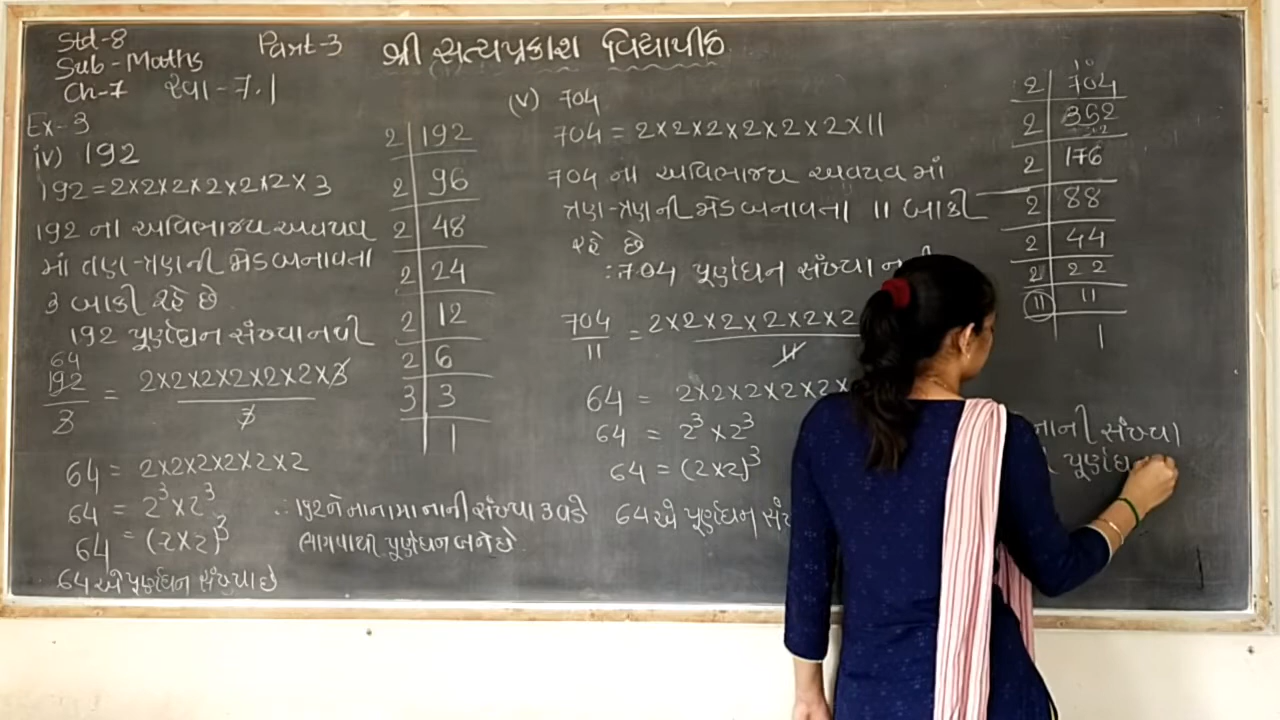 Std-8
Sub-Maths
Ch-7 સ્વા-7.1
Part-3
શ્રી સત્યપ્રકાશ વિદ્યાપીઠ
Ex-3
iv) 192
192=2×2×2×2×2×2×3
192 ના અવિભાજ્ય અવયવ
માં ત્રણ-ત્રણની જોડ બનાવતા
3 બાકી રહે છે
192 પૂર્ણઘન સંખ્યા નથી
64
192/3 = 2×2×2×2×2×2×3/3
64 = 2×2×2×2×2×2
64 = 2³×2³
64 = (2×2)³
64 એ પૂર્ણઘન સંખ્યા છે
2 192
2 96
2 48
2 24
2 12
2 6
3 3
1
∴ 192 ને નાનામા નાની સંખ્યા 3 વડે
ભાગવાથી પૂર્ણઘન બને છે
(v) 704
704 = 2×2×2×2×2×2×11
704 ના અવિભાજ્ય અવયવ માં
ત્રણ-ત્રણની જોડ બનાવતા 11 બાકી
રહે છે
:704 પૂર્ણઘન સંખ્યા ન
704/11 = 2×2×2×2×2×2/11
64 = 2×2×2×2×2×
64 = 2³×2³
64 = (2×2)³
64 એ પૂર્ણઘન સં
2 704
2 352
2 176
2 88
2 44
2 22
11 11
1
નાની સંખ્યા
પૂર્ણઘ